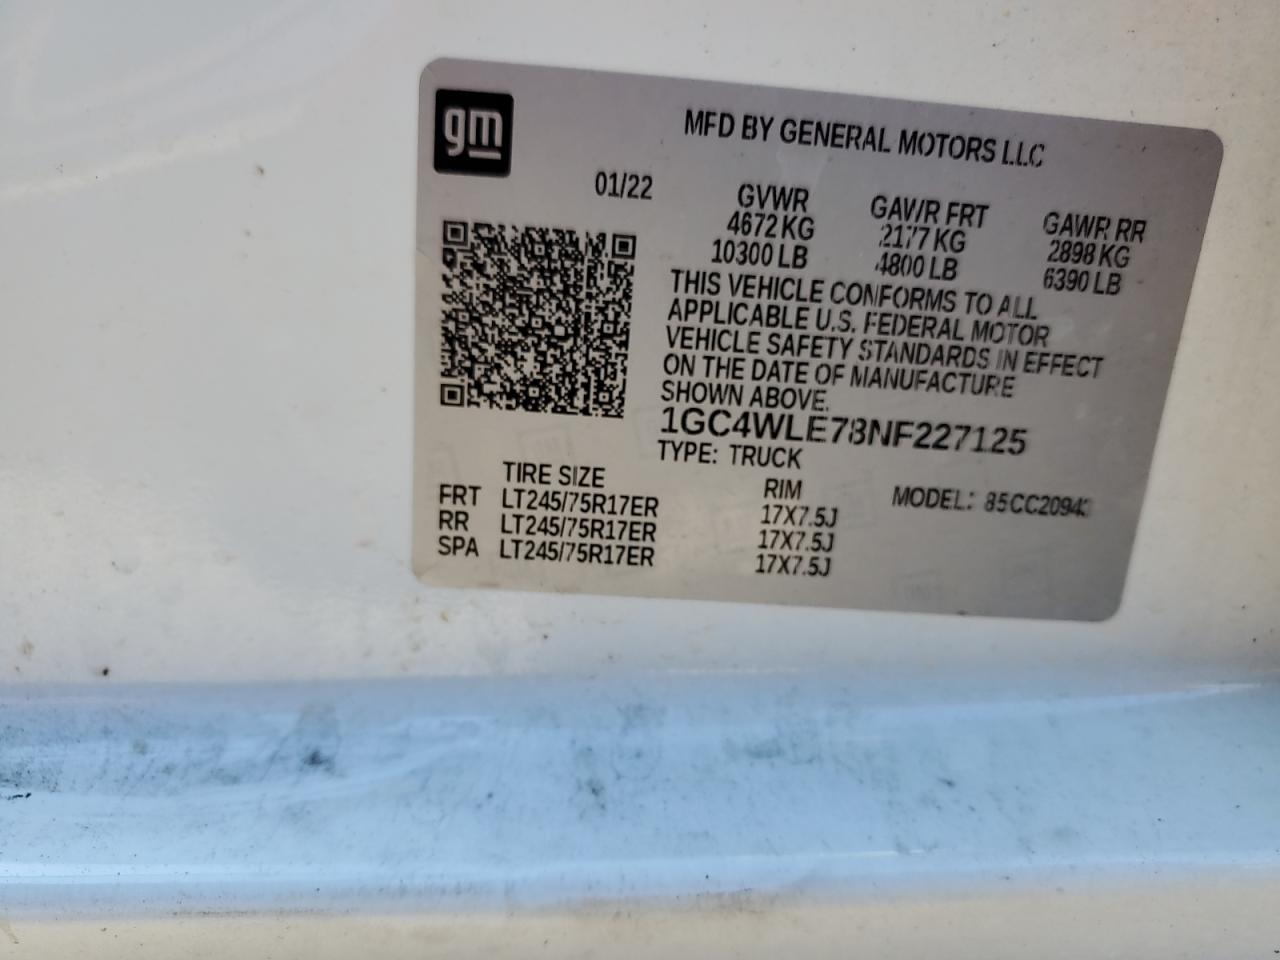 gm
MFD BY GENERAL MOTORS LLC
01/22
GVWR GAWR FRT GAWR RR
4672 KG 2177 KG 2898 KG
10300 LB 4800 LB 6390 LB
THIS VEHICLE CONFORMS TO ALL
APPLICABLE U.S. FEDERAL MOTOR
VEHICLE SAFETY STANDARDS IN EFFECT
ON THE DATE OF MANUFACTURE
SHOWN ABOVE.
1GC4WLE78NF227125
TYPE: TRUCK
TIRE SIZE RIM MODEL:
FRT LT245/75R17ER 17X7.5J
RR LT245/75R17ER 17X7.5J
SPA LT245/75R17ER 17X7.5J